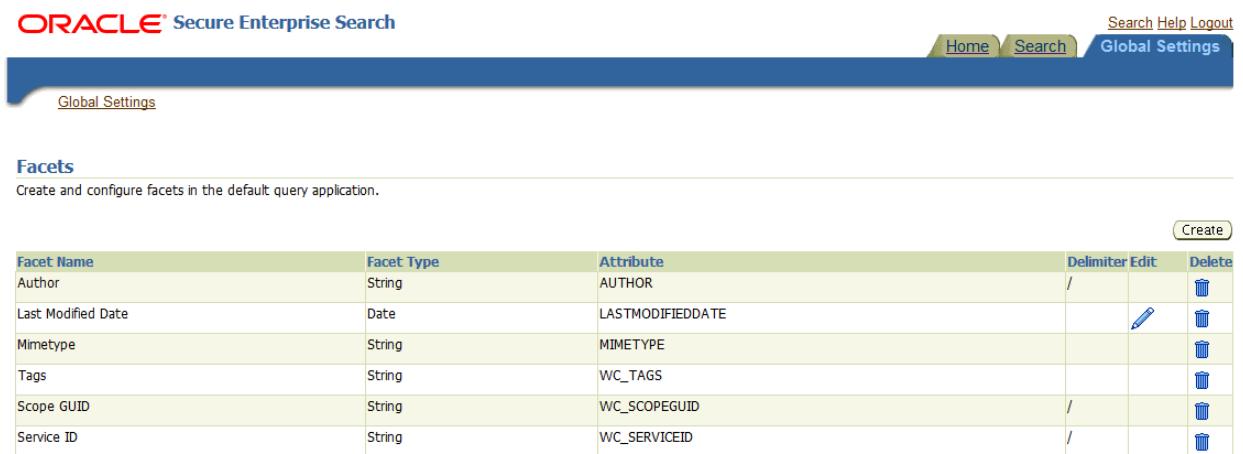 ORACLE Secure Enterprise Search
Search Help Logout
Home Search Global Settings
Global Settings
Facets
Create and configure facets in the default query application.
Create
Facet Name Facet Type Attribute Delimiter Edit Delete
Author String AUTHOR /
Last Modified Date Date LASTMODIFIEDDATE
Mimetype String MIMETYPE
Tags String WC_TAGS
Scope GUID String WC_SCOPEGUID /
Service ID String WC_SERVICEID /